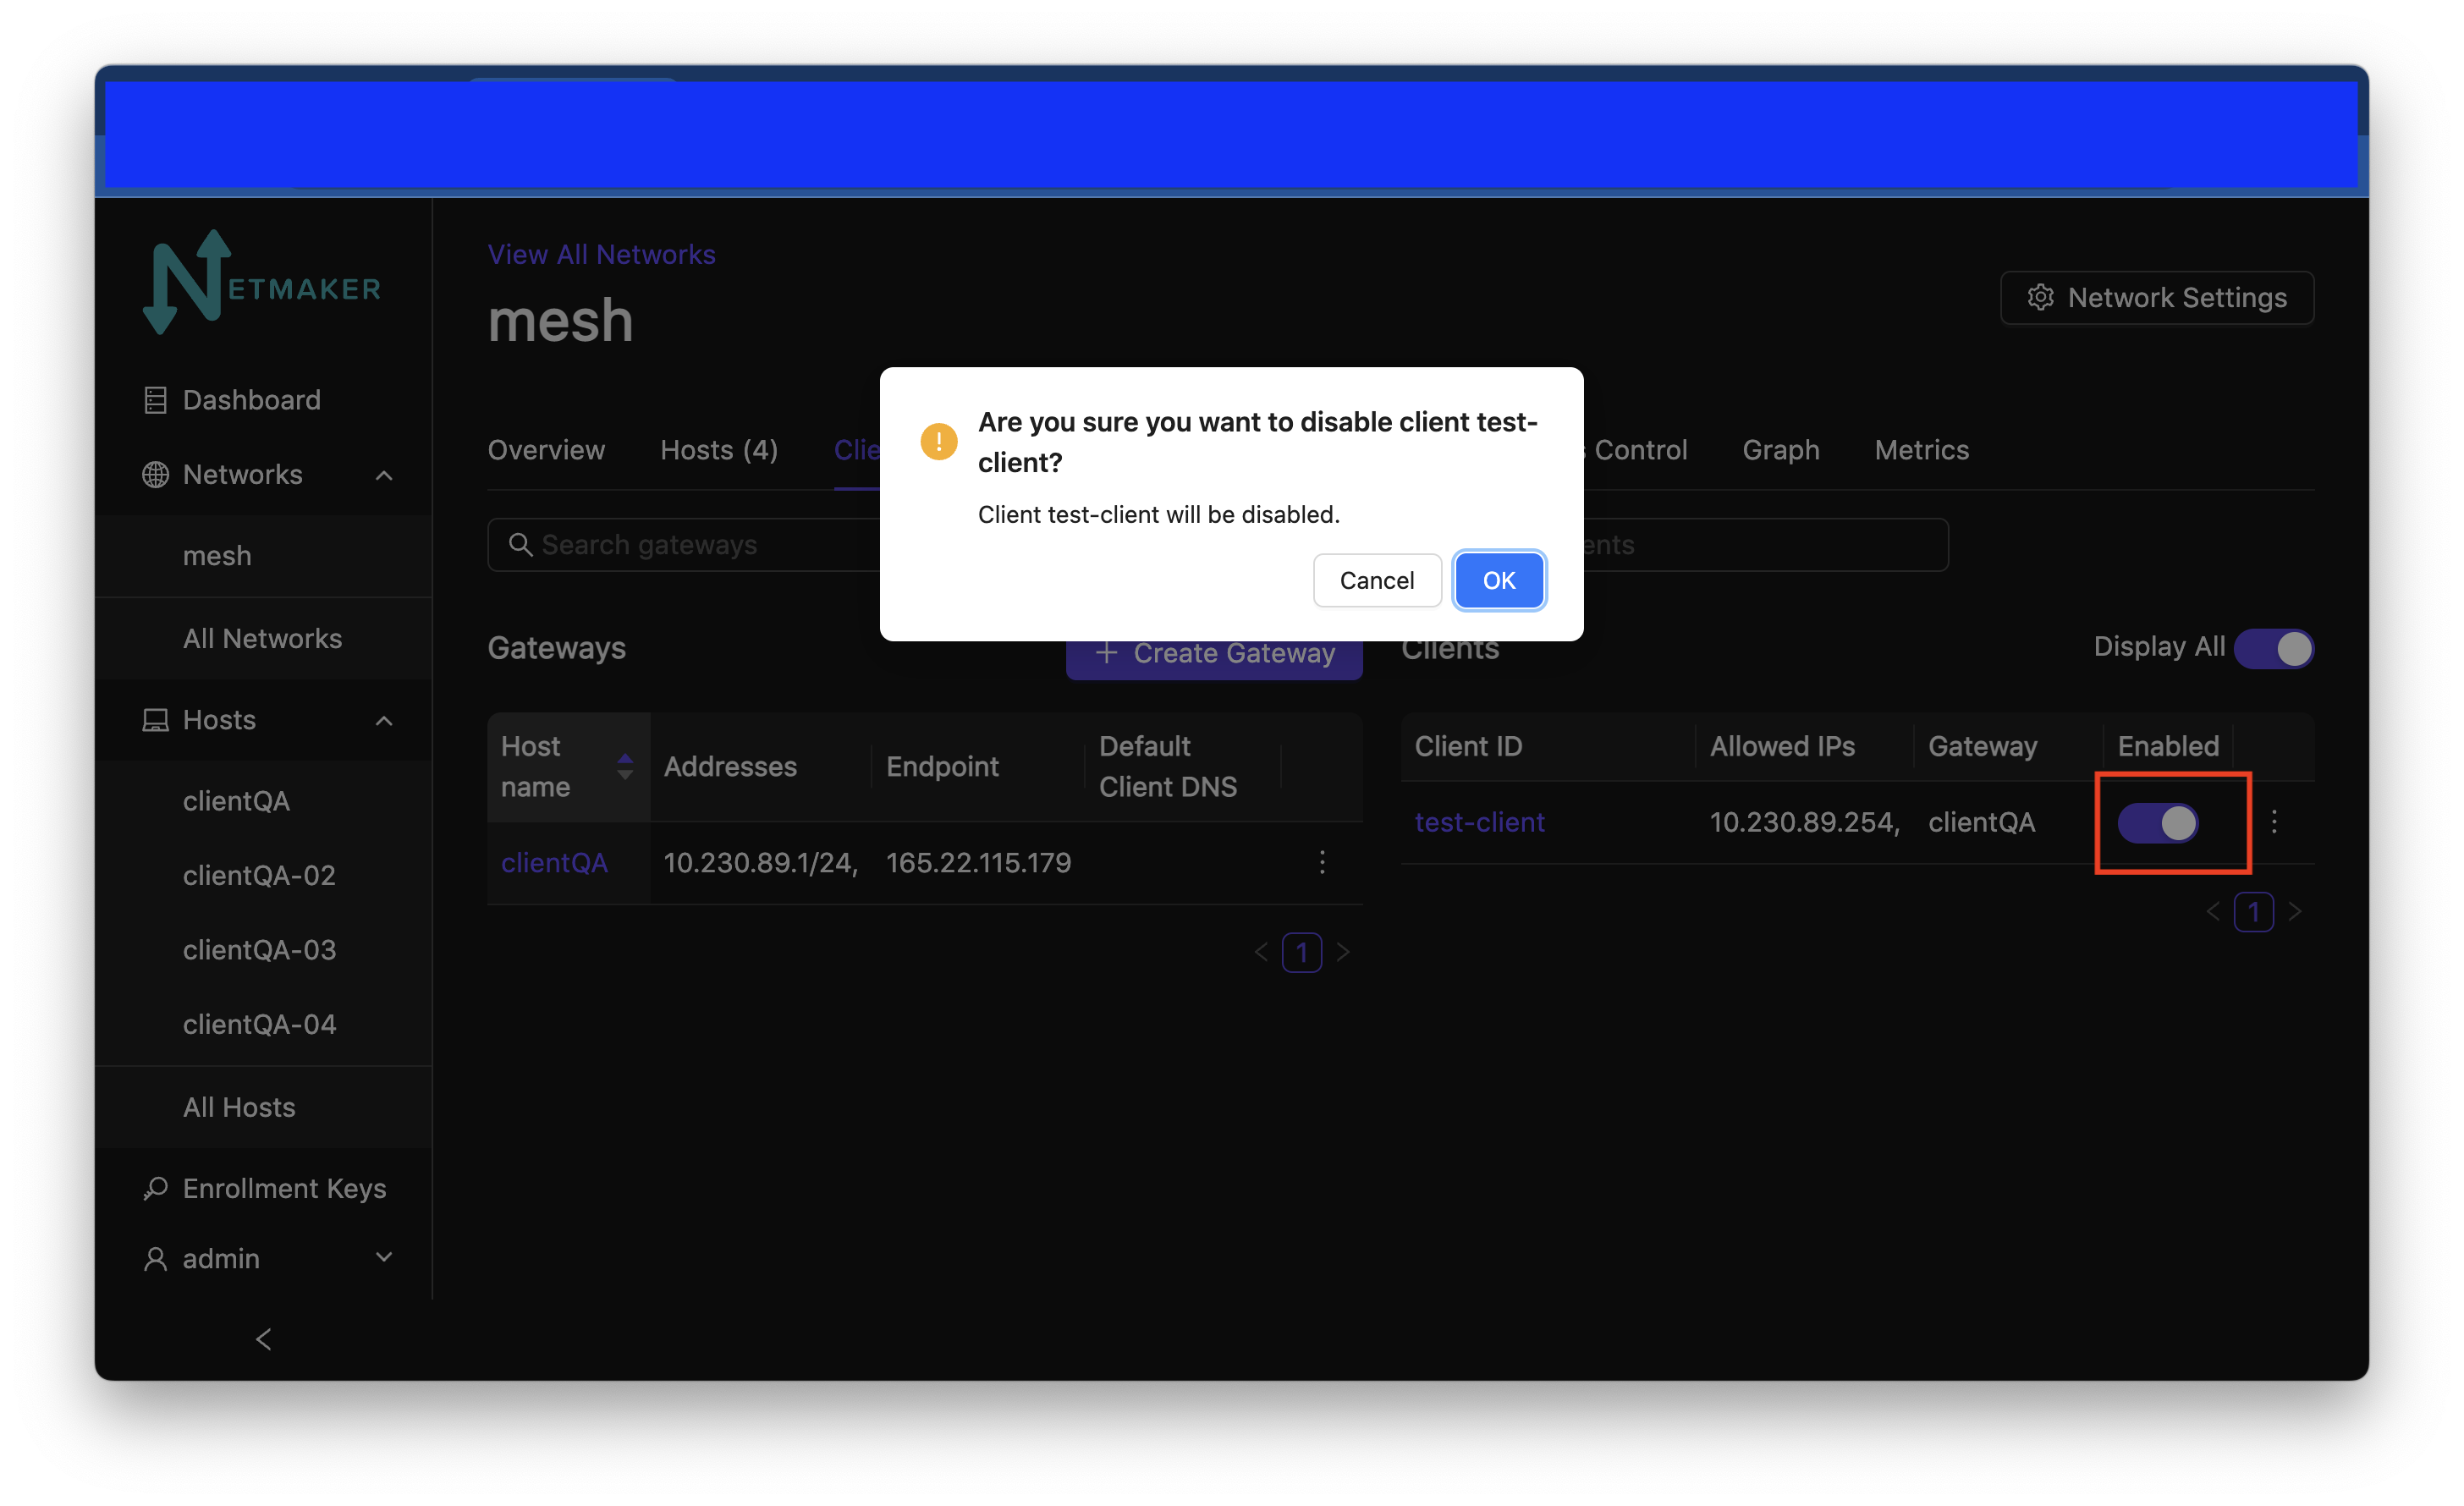 NETMAKER
Dashboard
Networks
mesh
All Networks
Hosts
clientQA
clientQA-02
clientQA-03
clientQA-04
All Hosts
Enrollment Keys
admin
View All Networks
mesh
Network Settings
Overview
Hosts (4)
Clie
Control
Graph
Metrics
Are you sure you want to disable client test-
client?
Client test-client will be disabled.
Cancel
OK
Search gateways
ents
Gateways
+ Create Gateway
Host
name
Addresses
Endpoint
Default
Client DNS
clientQA
10.230.89.1/24,
165.22.115.179
1
Clients
Display All
Client ID
Allowed IPs
Gateway
Enabled
test-client
10.230.89.254,
clientQA
1